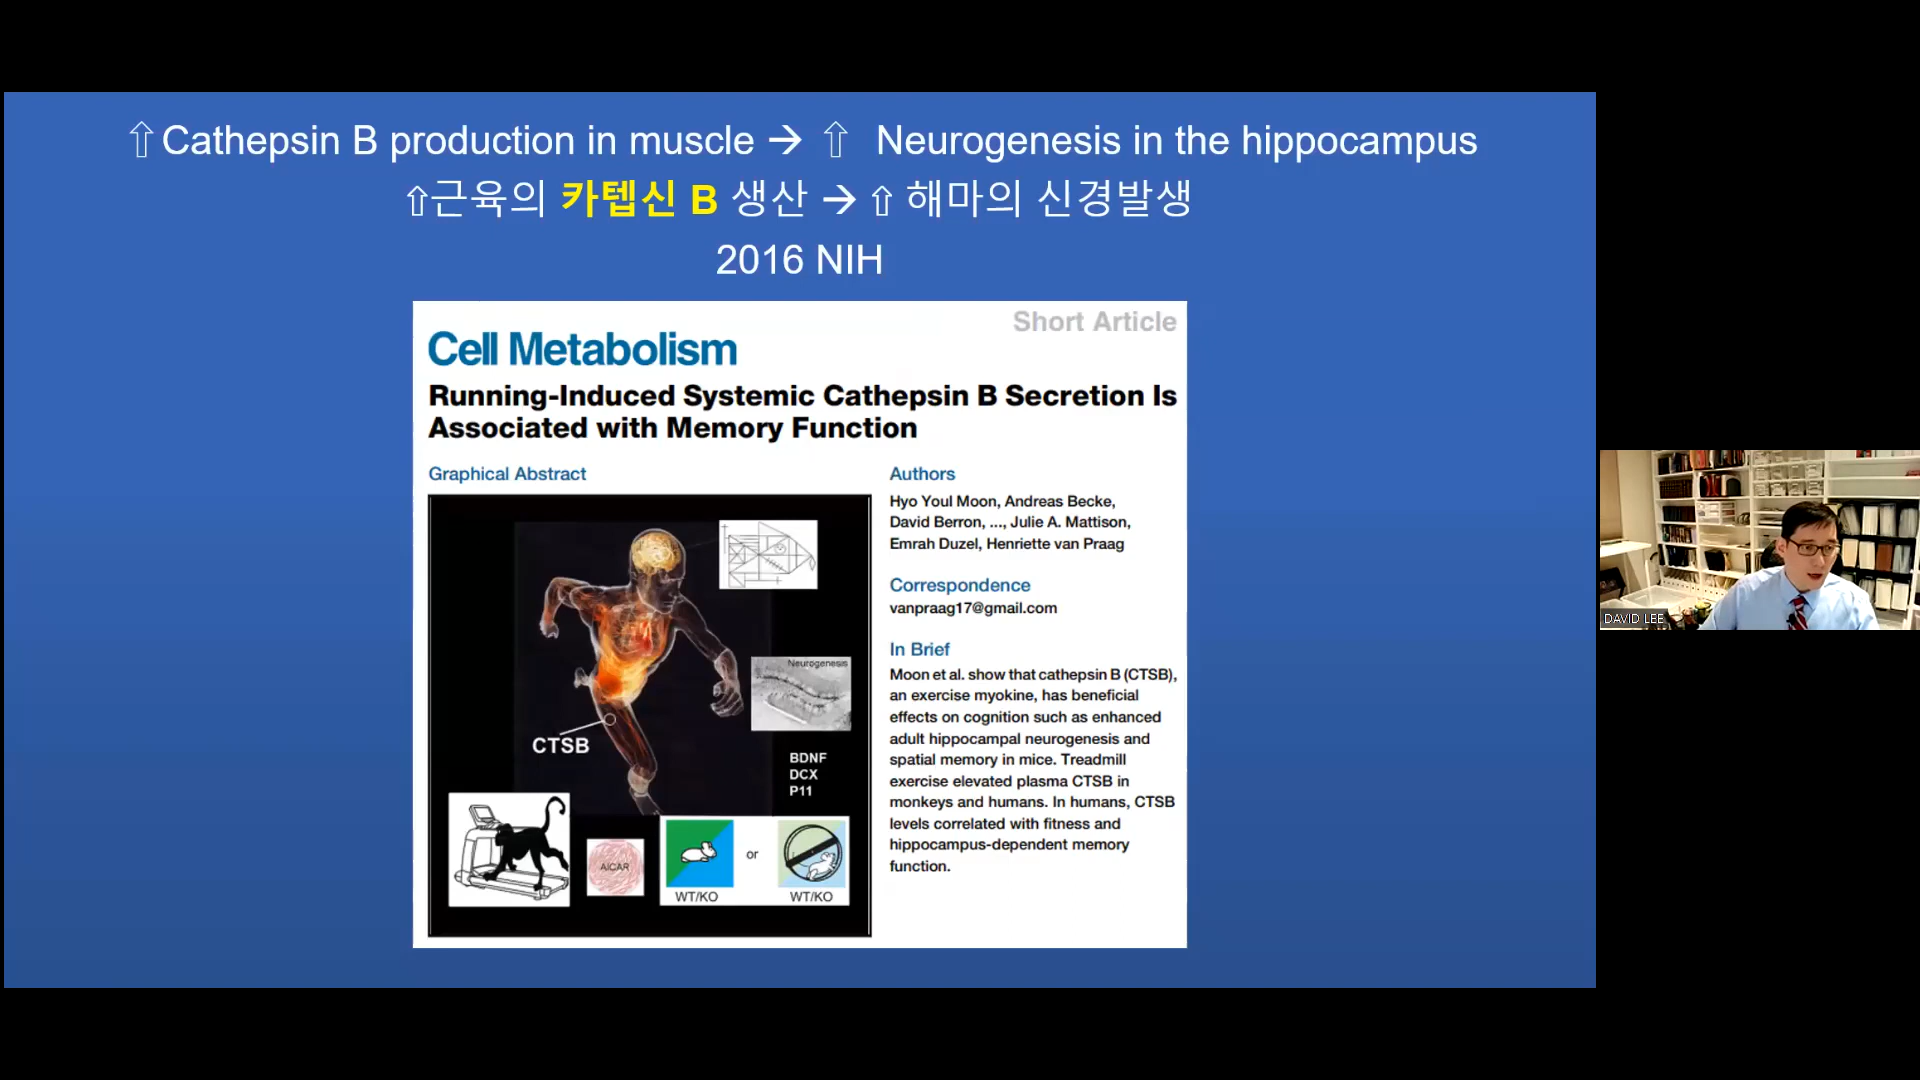 ⇧Cathepsin B production in muscle → ⇧ Neurogenesis in the hippocampus
⇧근육의 카텝신 B 생산 → ⇧ 해마의 신경발생
2016 NIH
Short Article
Cell Metabolism
Running-Induced Systemic Cathepsin B Secretion Is
Associated with Memory Function
Graphical Abstract
Neurogenesis
CTSB
BDNF
DCX
P11
AICAR
WT/KO
or
WT/KO
Authors
Hyo Youl Moon, Andreas Becke,
David Berron, ..., Julie A. Mattison,
Emrah Duzel, Henriette van Praag
Correspondence
vanpraag17@gmail.com
In Brief
Moon et al. show that cathepsin B (CTSB),
an exercise myokine, has beneficial
effects on cognition such as enhanced
adult hippocampal neurogenesis and
spatial memory in mice. Treadmill
exercise elevated plasma CTSB in
monkeys and humans. In humans, CTSB
levels correlated with fitness and
hippocampus-dependent memory
function.
DAVID LEE